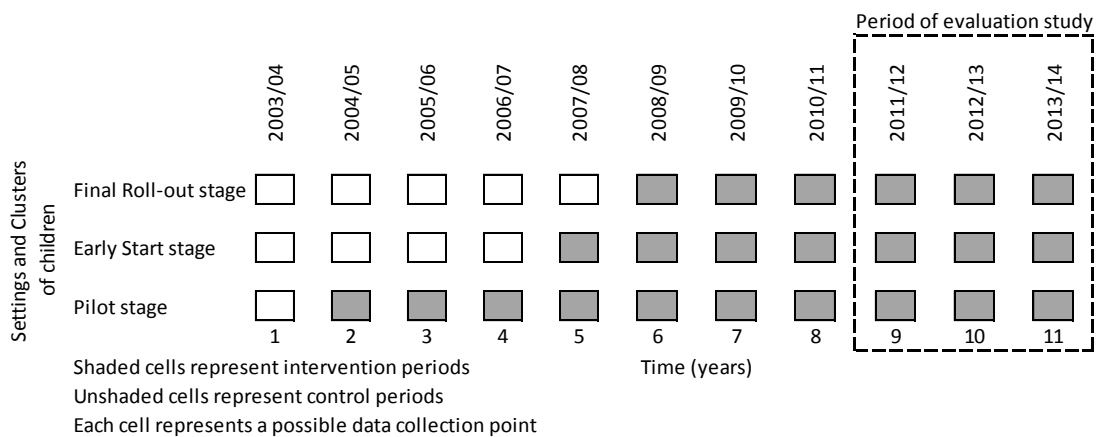 Period of evaluation study
2003/04 2004/05 2005/06 2006/07 2007/08 2008/09 2009/10 2010/11 2011/12 2012/13 2013/14
Settings and Clusters
of children
Final Roll-out stage
Early Start stage
Pilot stage
1 2 3 4 5 6 7 8 9 10 11
Shaded cells represent intervention periods Time (years)
Unshaded cells represent control periods
Each cell represents a possible data collection point